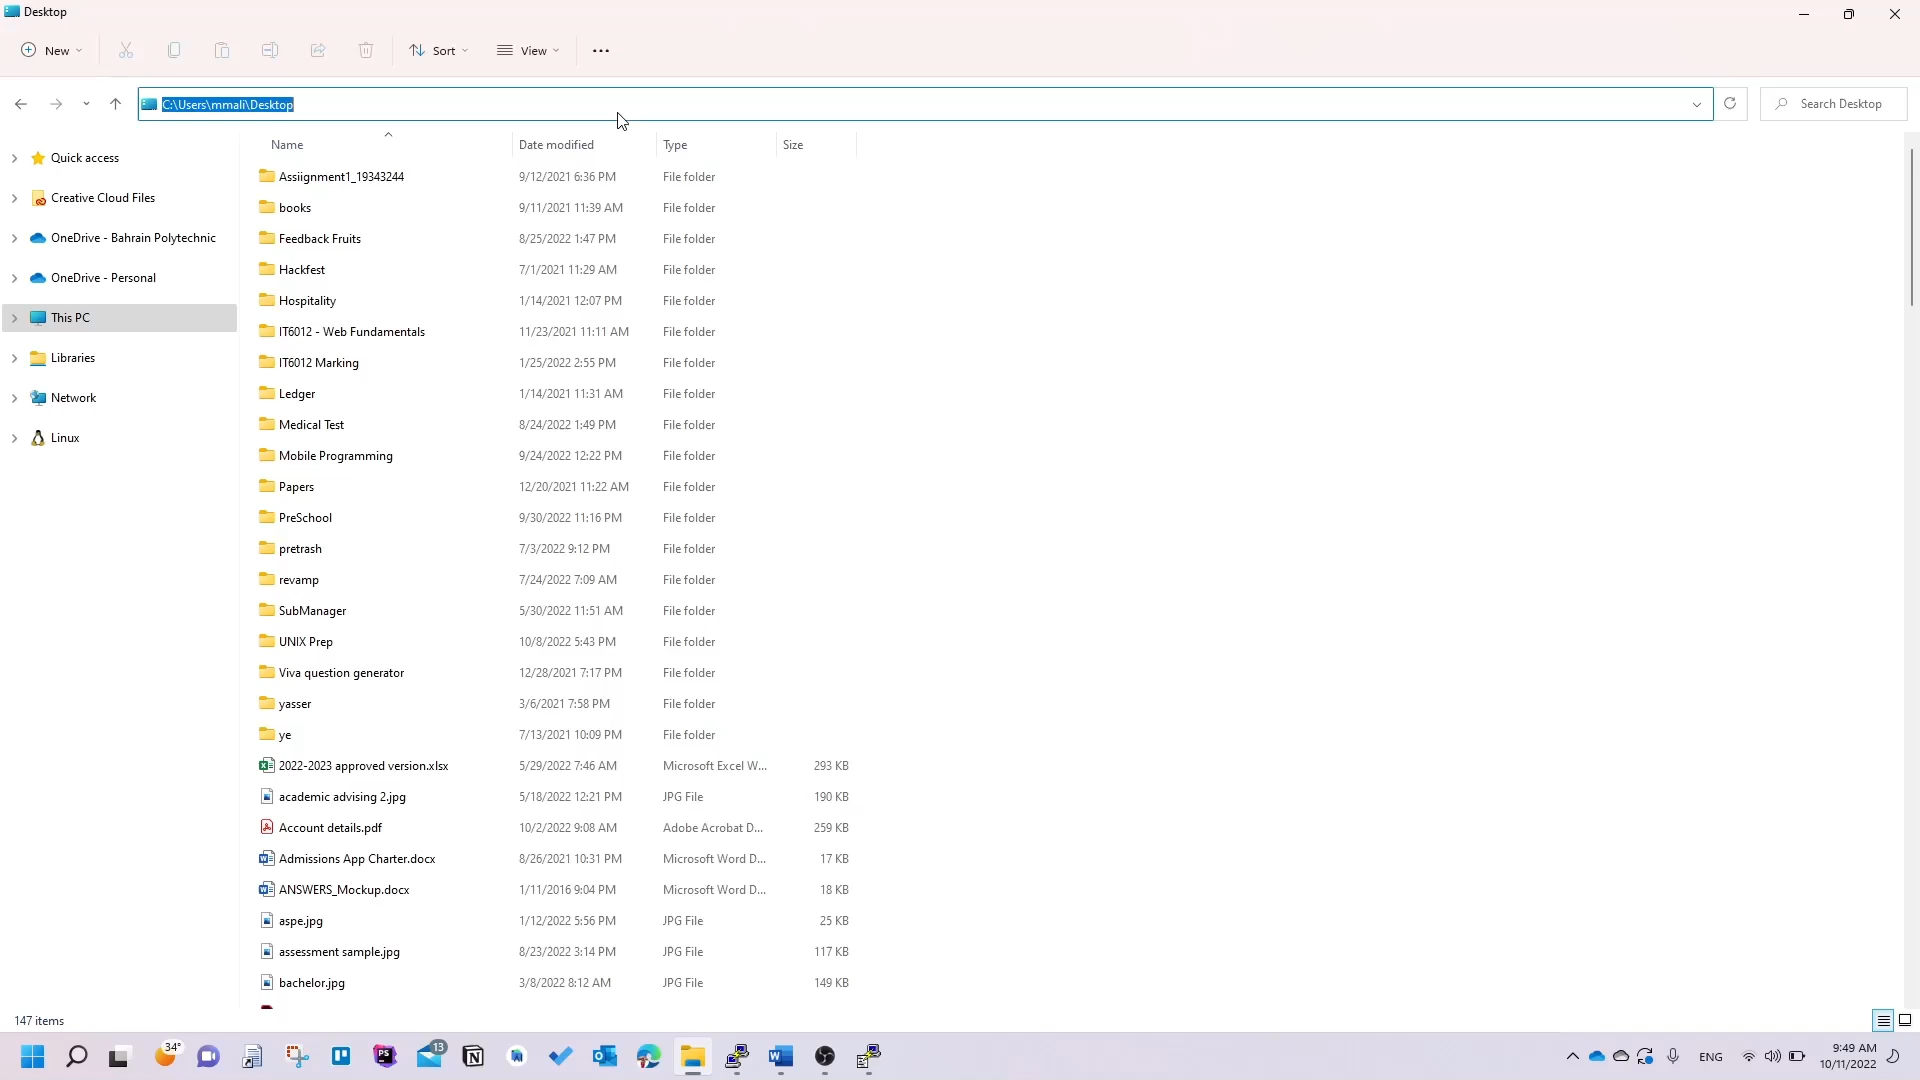 Desktop
New
Sort
View
C:\Users\mmali\Desktop
Search Desktop
Name Date modified Type Size
Quick access
Creative Cloud Files
OneDrive - Bahrain Polytechnic
OneDrive - Personal
This PC
Libraries
Network
Linux
Assiignment1_19343244 9/12/2021 6:36 PM File folder
books 9/11/2021 11:39 AM File folder
Feedback Fruits 8/25/2022 1:47 PM File folder
Hackfest 7/1/2021 11:29 AM File folder
Hospitality 1/14/2021 12:07 PM File folder
IT6012 - Web Fundamentals 11/23/2021 11:11 AM File folder
IT6012 Marking 1/25/2022 2:55 PM File folder
Ledger 1/14/2021 11:31 AM File folder
Medical Test 8/24/2022 1:49 PM File folder
Mobile Programming 9/24/2022 12:22 PM File folder
Papers 12/20/2021 11:22 AM File folder
PreSchool 9/30/2022 11:16 PM File folder
pretrash 7/3/2022 9:12 PM File folder
revamp 7/24/2022 7:09 AM File folder
SubManager 5/30/2022 11:51 AM File folder
UNIX Prep 10/8/2022 5:43 PM File folder
Viva question generator 12/28/2021 7:17 PM File folder
yasser 3/6/2021 7:58 PM File folder
ye 7/13/2021 10:09 PM File folder
2022-2023 approved version.xlsx 5/29/2022 7:46 AM Microsoft Excel W... 293 KB
academic advising 2.jpg 5/18/2022 12:21 PM JPG File 190 KB
Account details.pdf 10/2/2022 9:08 AM Adobe Acrobat D... 259 KB
Admissions App Charter.docx 8/26/2021 10:31 PM Microsoft Word D... 17 KB
ANSWERS_Mockup.docx 1/11/2016 9:04 PM Microsoft Word D... 18 KB
aspe.jpg 1/12/2022 5:56 PM JPG File 25 KB
assessment sample.jpg 8/23/2022 3:14 PM JPG File 117 KB
bachelor.jpg 3/8/2022 8:12 AM JPG File 149 KB
147 items
34°
PS
13
ENG
9:49 AM
10/11/2022